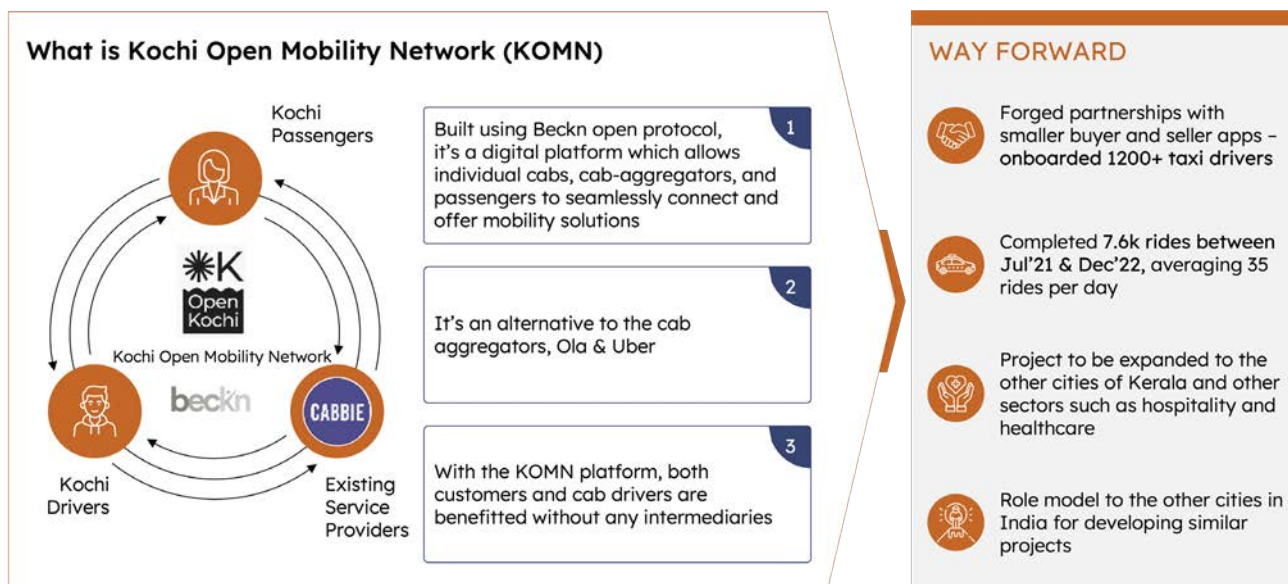 What is Kochi Open Mobility Network (KOMN)
Kochi
Passengers
K
Open
Kochi
Kochi Open Mobility Network
beckn
CABBIE
Kochi
Drivers
Existing
Service
Providers
1
Built using Beckn open protocol,
it's a digital platform which allows
individual cabs, cab-aggregators, and
passengers to seamlessly connect and
offer mobility solutions
2
It's an alternative to the cab
aggregators, Ola & Uber
3
With the KOMN platform, both
customers and cab drivers are
benefitted without any intermediaries
WAY FORWARD
Forged partnerships with
smaller buyer and seller apps –
onboarded 1200+ taxi drivers
Completed 7.6k rides between
Jul'21 & Dec'22, averaging 35
rides per day
Project to be expanded to the
other cities of Kerala and other
sectors such as hospitality and
healthcare
Role model to the other cities in
India for developing similar
projects